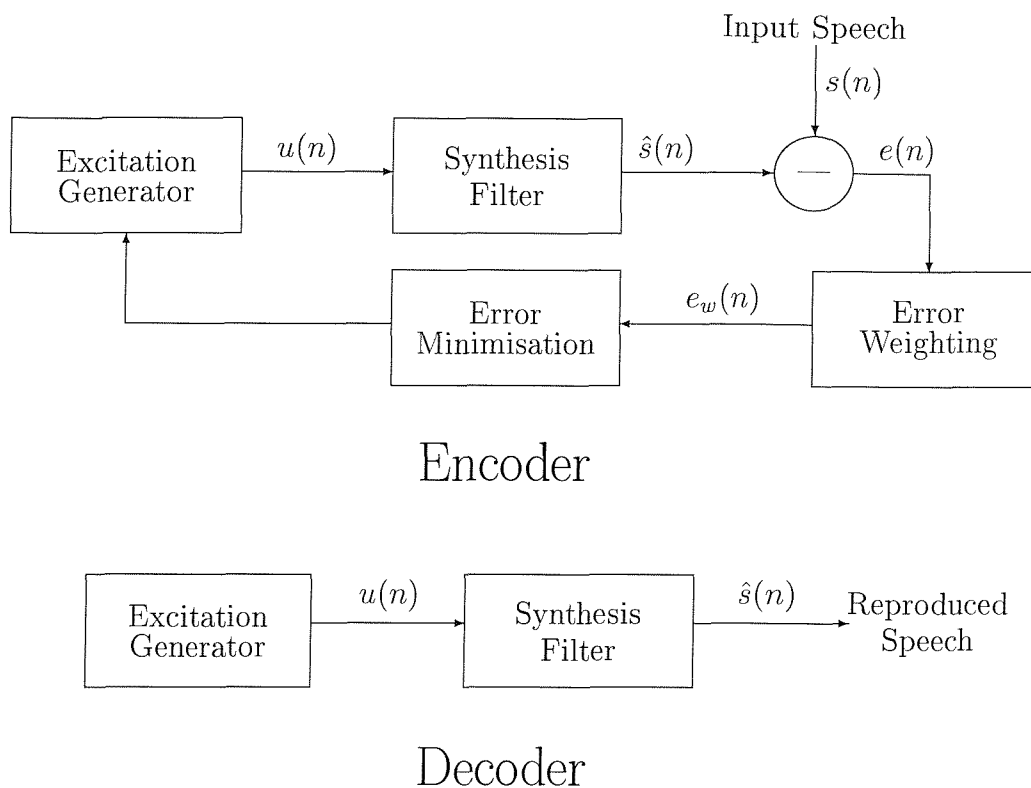 Input Speech
s(n)
Excitation
Generator
u(n)
Synthesis
Filter
ŝ(n)
—
e(n)
Error
Minimisation
e_w(n)
Error
Weighting
Encoder
Excitation
Generator
u(n)
Synthesis
Filter
ŝ(n)
Reproduced
Speech
Decoder